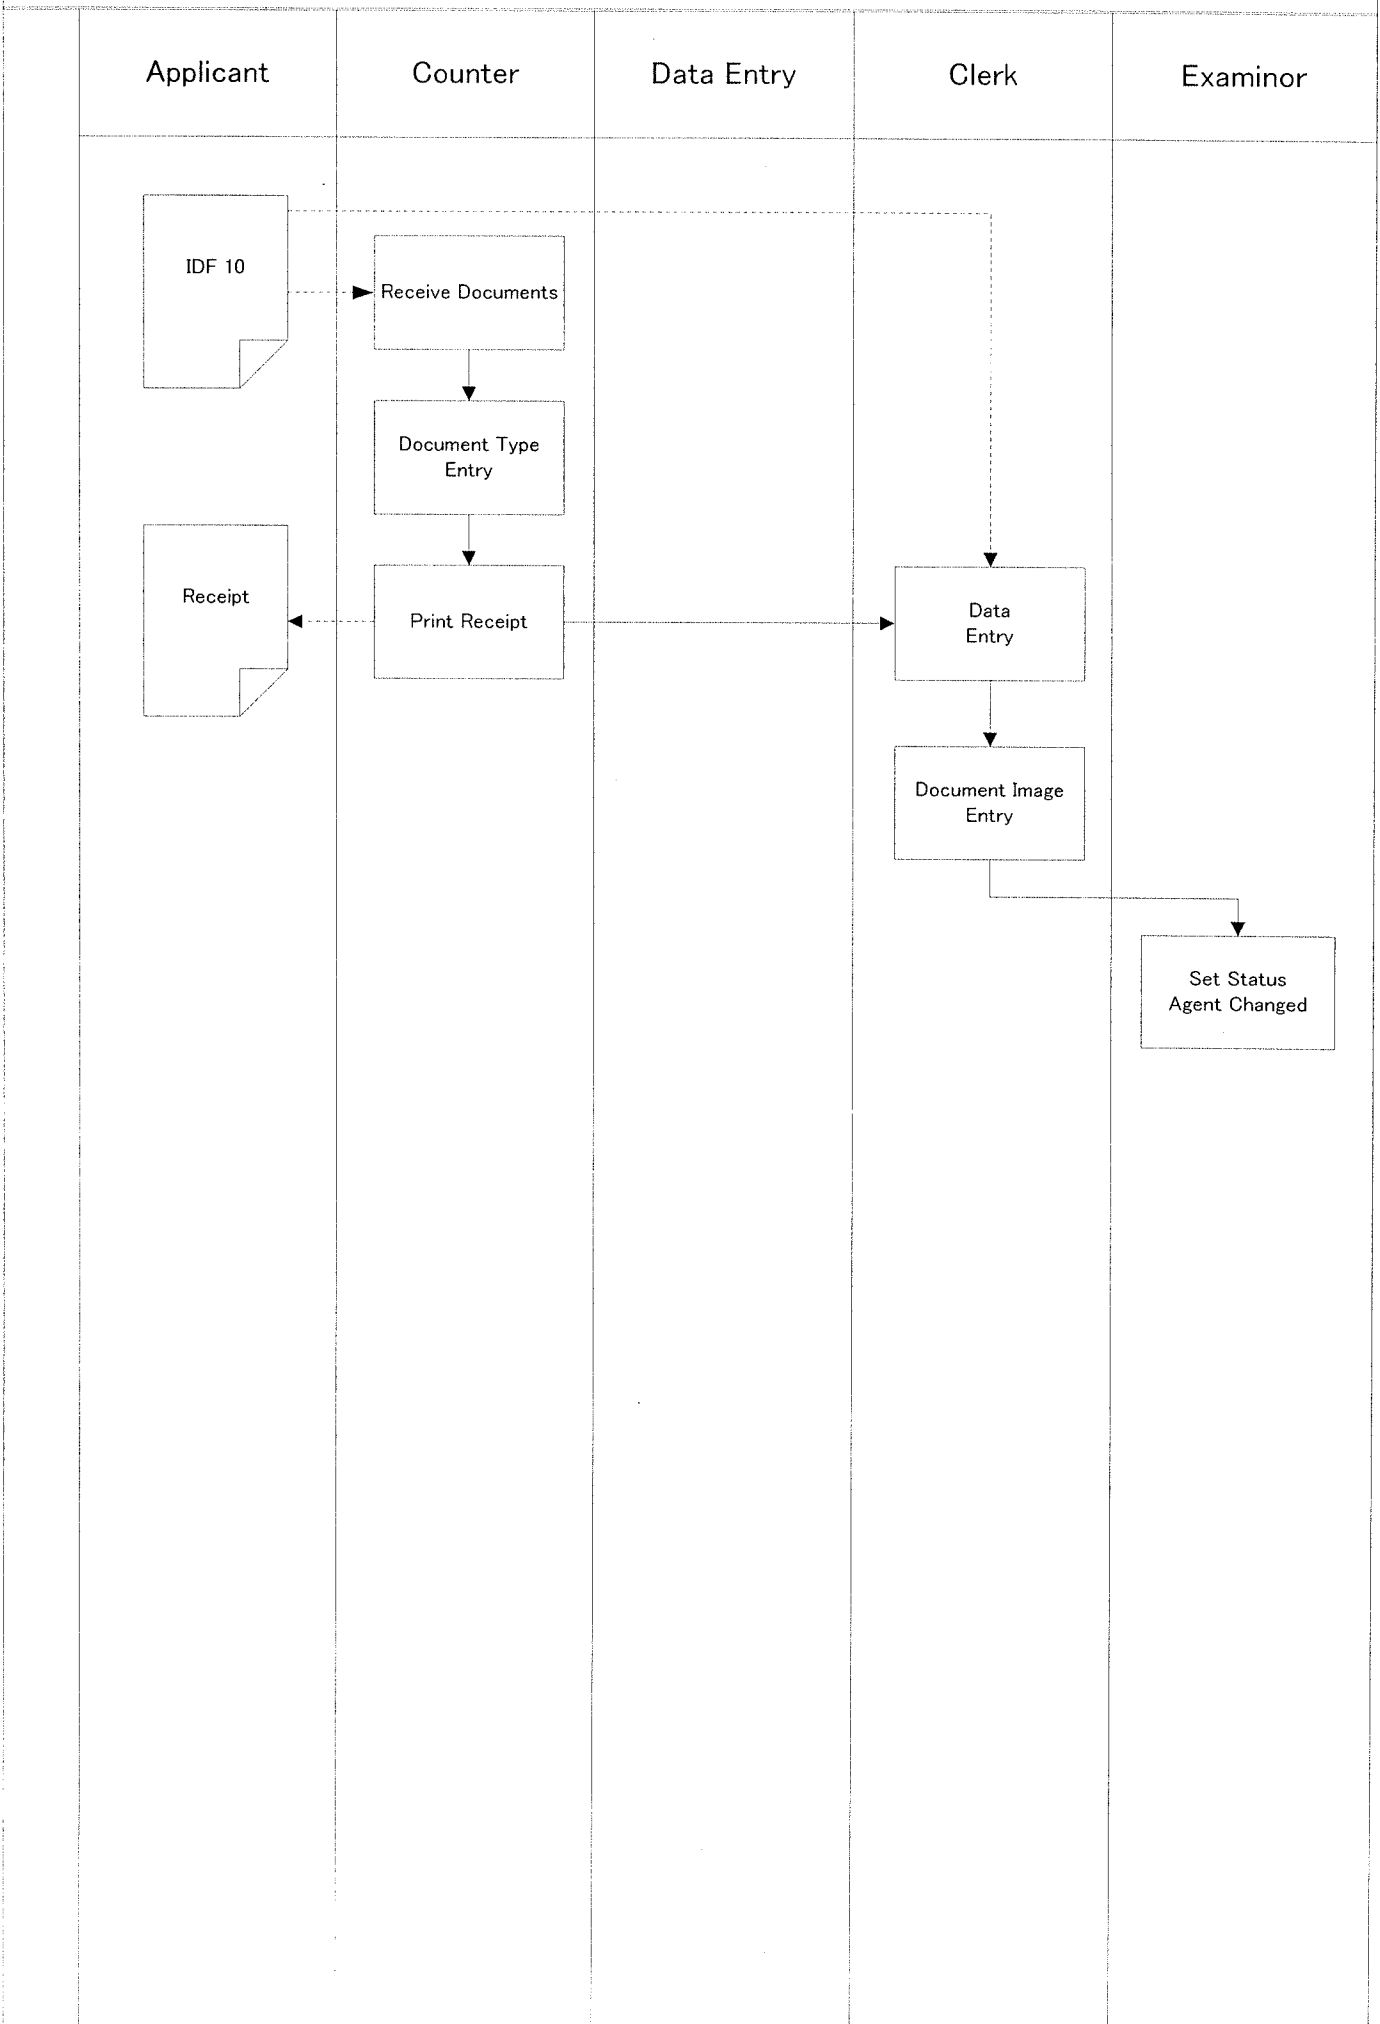 Applicant
Counter
Data Entry
Clerk
Examinor
IDF 10
Receive Documents
Document Type
Entry
Receipt
Print Receipt
Data
Entry
Document Image
Entry
Set Status
Agent Changed